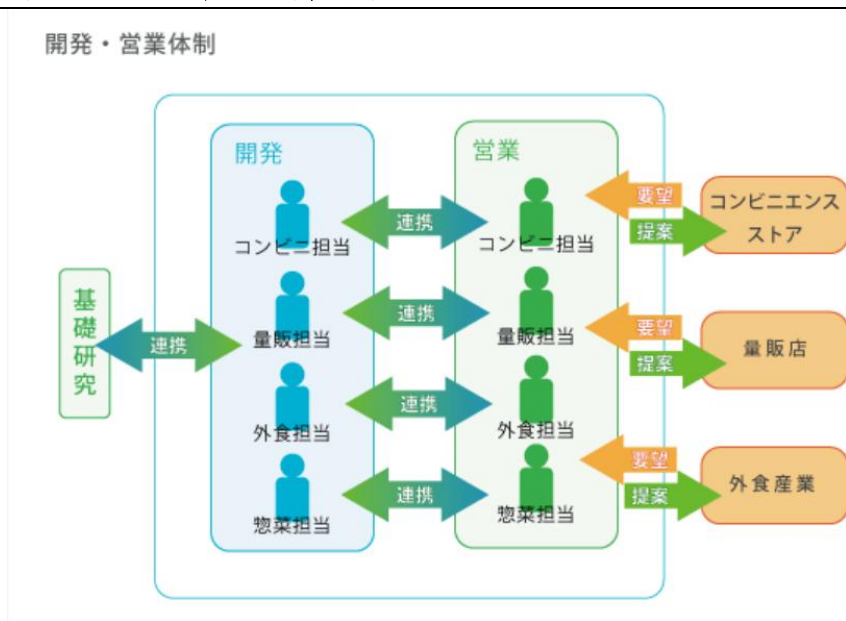 開発・営業体制
開発
営業
コンビニ担当
連携
コンビニ担当
要望
提案
コンビニエンス
ストア
基礎研究
連携
量販担当
連携
量販担当
要望
提案
量販店
外食担当
連携
外食担当
要望
提案
外食産業
惣菜担当
連携
惣菜担当